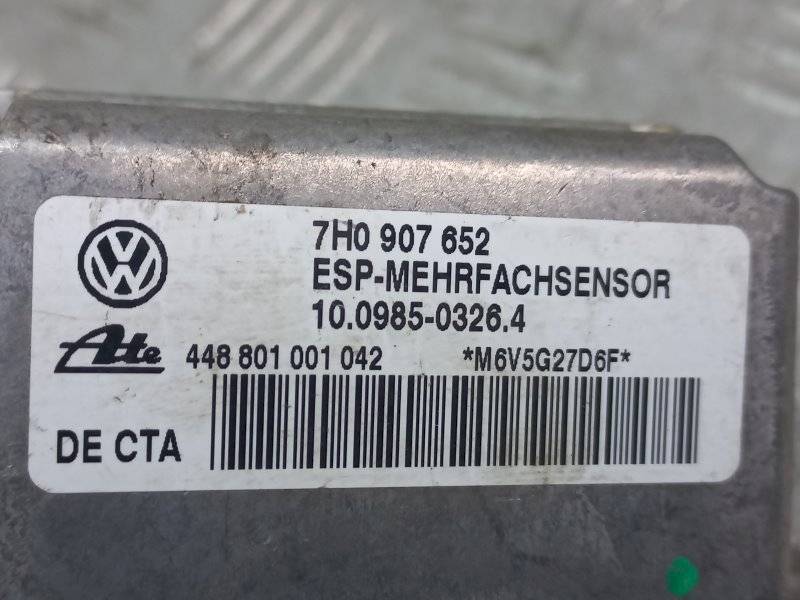 7H0 907 652
ESP-MEHRFACHSENSOR
10.0985-0326.4
Ate 448 801 001 042 *M6V5G27D6F*
DE CTA